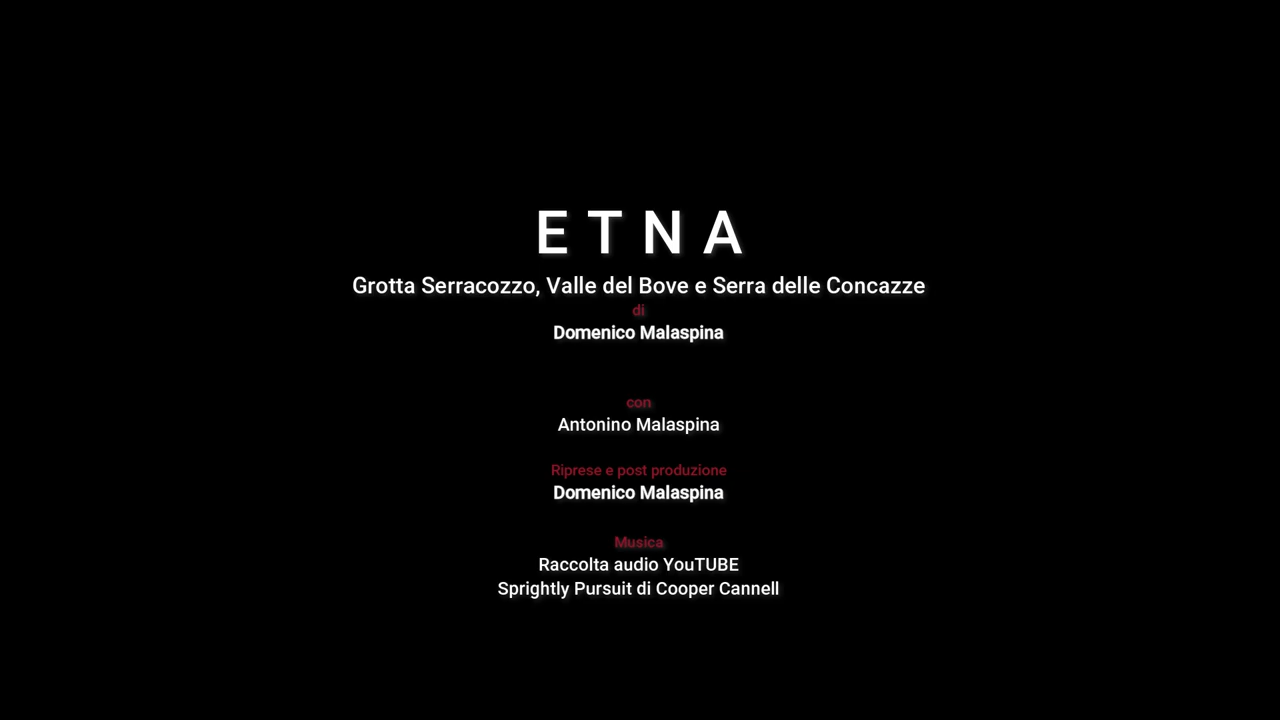 E T N A
Grotta Serracozzo, Valle del Bove e Serra delle Concazze
di
Domenico Malaspina
con
Antonino Malaspina
Riprese e post produzione
Domenico Malaspina
Musica
Raccolta audio YouTUBE
Sprightly Pursuit di Cooper Cannell